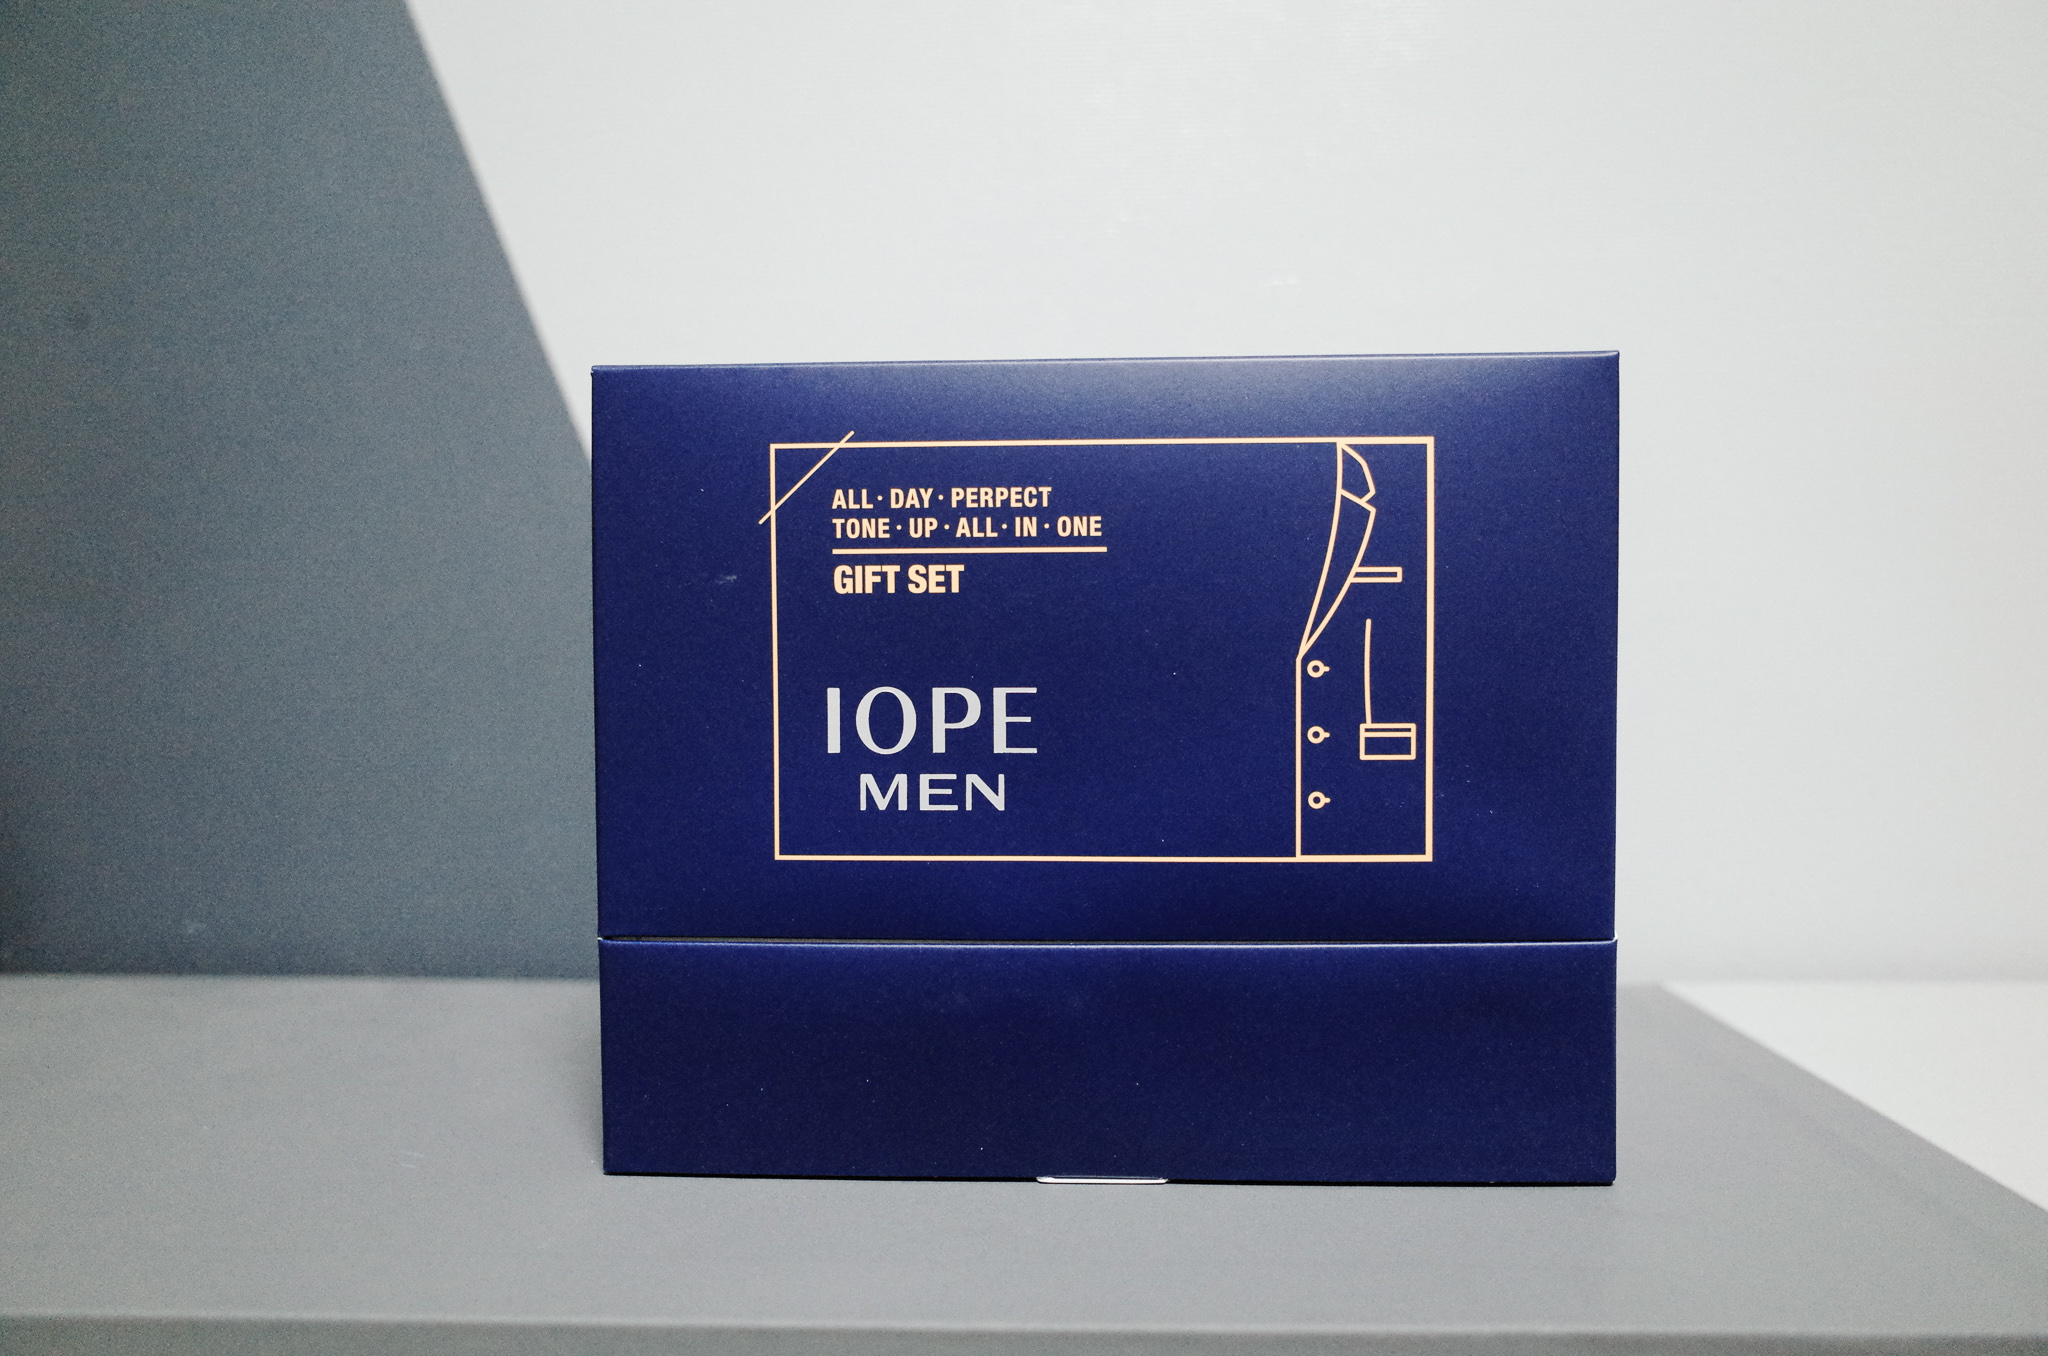 ALL · DAY · PERPECT
TONE · UP · ALL · IN · ONE
GIFT SET
IOPE
MEN